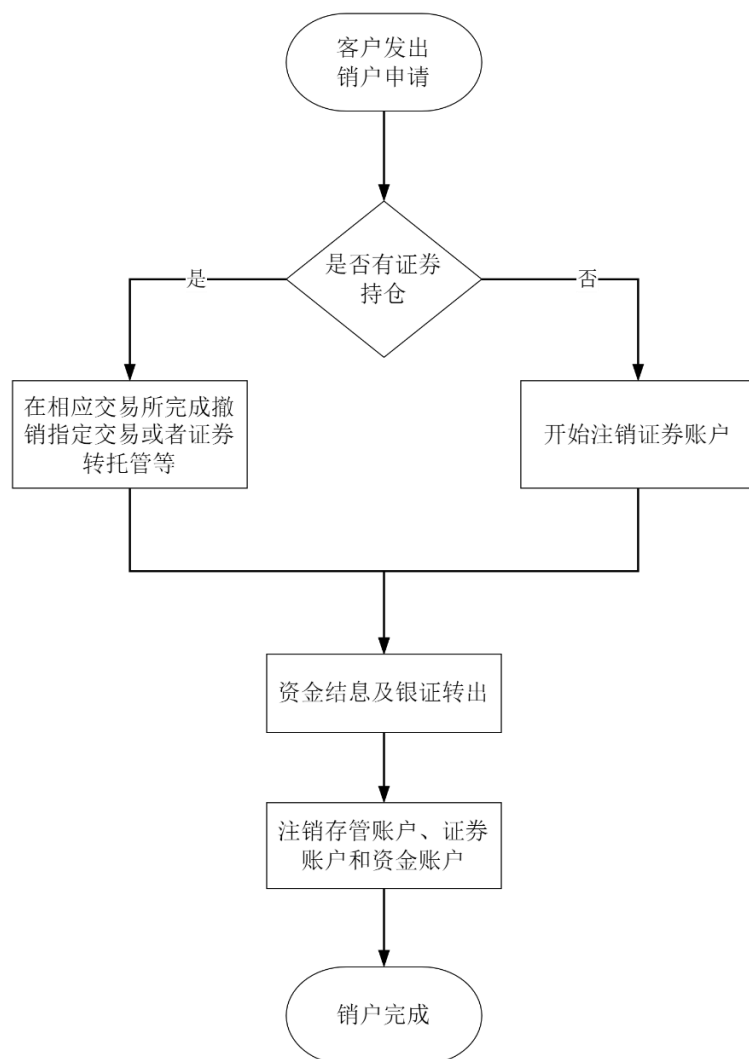 客户发出
销户申请
是否有证券
持仓
是
否
在相应交易所完成撤
销指定交易或者证券
转托管等
开始注销证券账户
资金结息及银证转出
注销存管账户、证券
账户和资金账户
销户完成